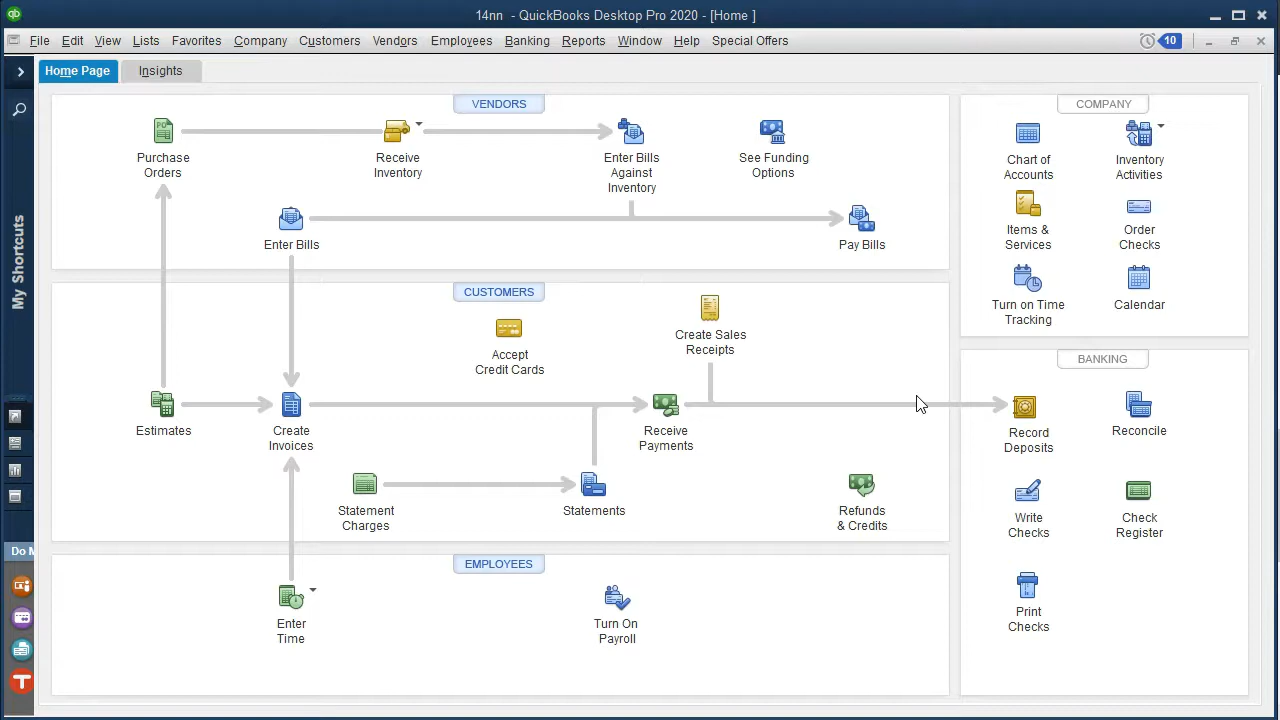 14nn - QuickBooks Desktop Pro 2020 - [Home ]
File Edit View Lists Favorites Company Customers Vendors Employees Banking Reports Window Help Special Offers 10
Home Page Insights
My Shortcuts
Do M
VENDORS
Purchase
Orders
Receive
Inventory
Enter Bills
Against
Inventory
See Funding
Options
Enter Bills
Pay Bills
CUSTOMERS
Accept
Credit Cards
Create Sales
Receipts
Estimates
Create
Invoices
Receive
Payments
Statement
Charges
Statements
Refunds
& Credits
EMPLOYEES
Enter
Time
Turn On
Payroll
COMPANY
Chart of
Accounts
Inventory
Activities
Items &
Services
Order
Checks
Turn on Time
Tracking
Calendar
BANKING
Record
Deposits
Reconcile
Write
Checks
Check
Register
Print
Checks